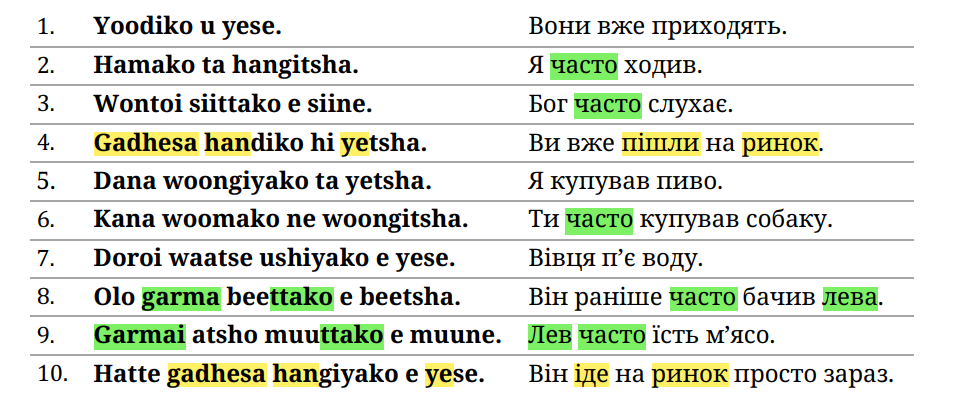 1. Yoodiko u yese. Вони вже приходять.
2. Hamako ta hangitsha. Я часто ходив.
3. Wontoi siittako e siine. Бог часто слухає.
4. Gadhesa handiko hi yetsha. Ви вже пішли на ринок.
5. Dana woongiyako ta yetsha. Я купував пиво.
6. Kana woomako ne woongitsha. Ти часто купував собаку.
7. Doroi waatse ushiyako e yese. Вівця п’є воду.
8. Olo garma beettako e beetsha. Він раніше часто бачив лева.
9. Garmai atsho muuttako e muune. Лев часто їсть м’ясо.
10. Hatte gadhesa hangiyako e yese. Він іде на ринок просто зараз.